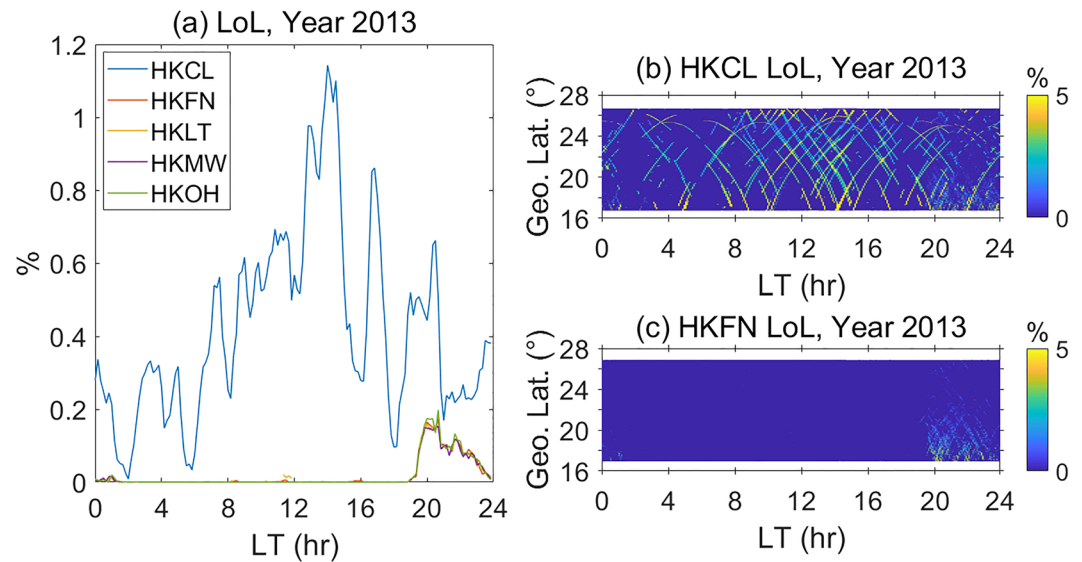 (a) LoL, Year 2013
1.2
1
0.8
0.6
0.4
0.2
0
%
HKCL
HKFN
HKLT
HKMW
HKOH
0 4 8 12 16 20 24
LT (hr)
(b) HKCL LoL, Year 2013
%
28
24
20
16
Geo. Lat. (°)
5
0
0 4 8 12 16 20 24
LT (hr)
(c) HKFN LoL, Year 2013
%
28
24
20
16
Geo. Lat. (°)
5
0
0 4 8 12 16 20 24
LT (hr)